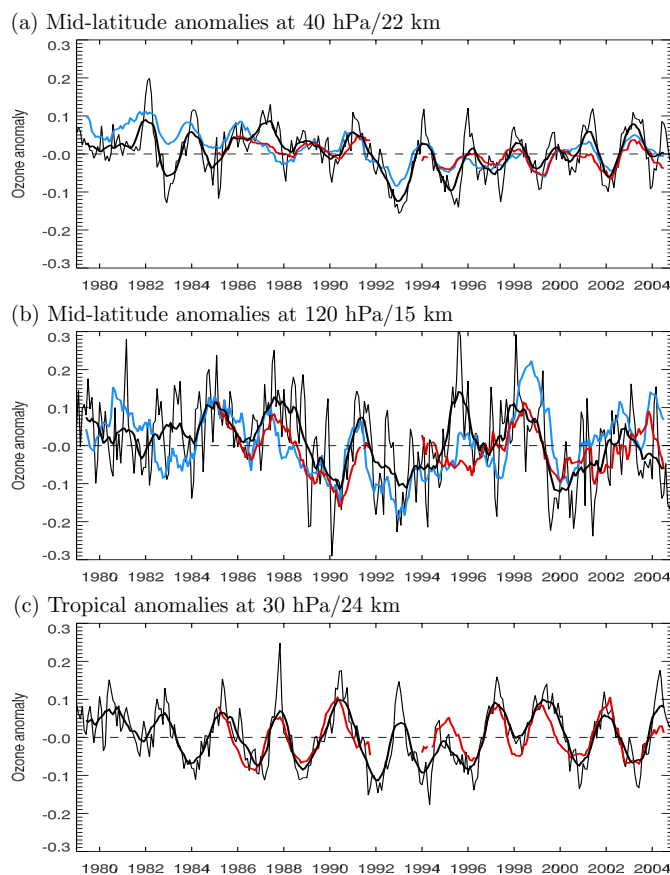 (a) Mid-latitude anomalies at 40 hPa/22 km
0.3
0.2
0.1
-0.0
-0.1
-0.2
-0.3
Ozone anomaly
1980 1982 1984 1986 1988 1990 1992 1994 1996 1998 2000 2002 2004
(b) Mid-latitude anomalies at 120 hPa/15 km
0.3
0.2
0.1
-0.0
-0.1
-0.2
-0.3
Ozone anomaly
1980 1982 1984 1986 1988 1990 1992 1994 1996 1998 2000 2002 2004
(c) Tropical anomalies at 30 hPa/24 km
0.3
0.2
0.1
-0.0
-0.1
-0.2
-0.3
Ozone anomaly
1980 1982 1984 1986 1988 1990 1992 1994 1996 1998 2000 2002 2004